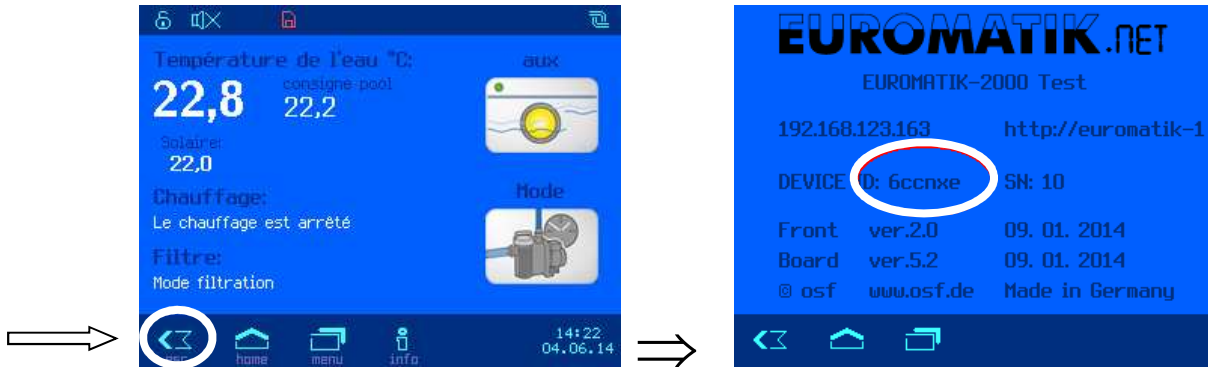 Température de l'eau °C:
aux
consigne pool
22,8
22,2
Solaire:
22,0
Chauffage:
Mode
Le chauffage est arrêté
Filtre:
Mode filtration
esc
home
menu
info
14:22
04.06.14
EUROMATIK.NET
EUROMATIK-2000 Test
192.168.123.163 http://euromatik-1
DEVICE ID: 6ccnxe SN: 10
Front ver.2.0 09. 01. 2014
Board ver.5.2 09. 01. 2014
© osf www.osf.de Made in Germany